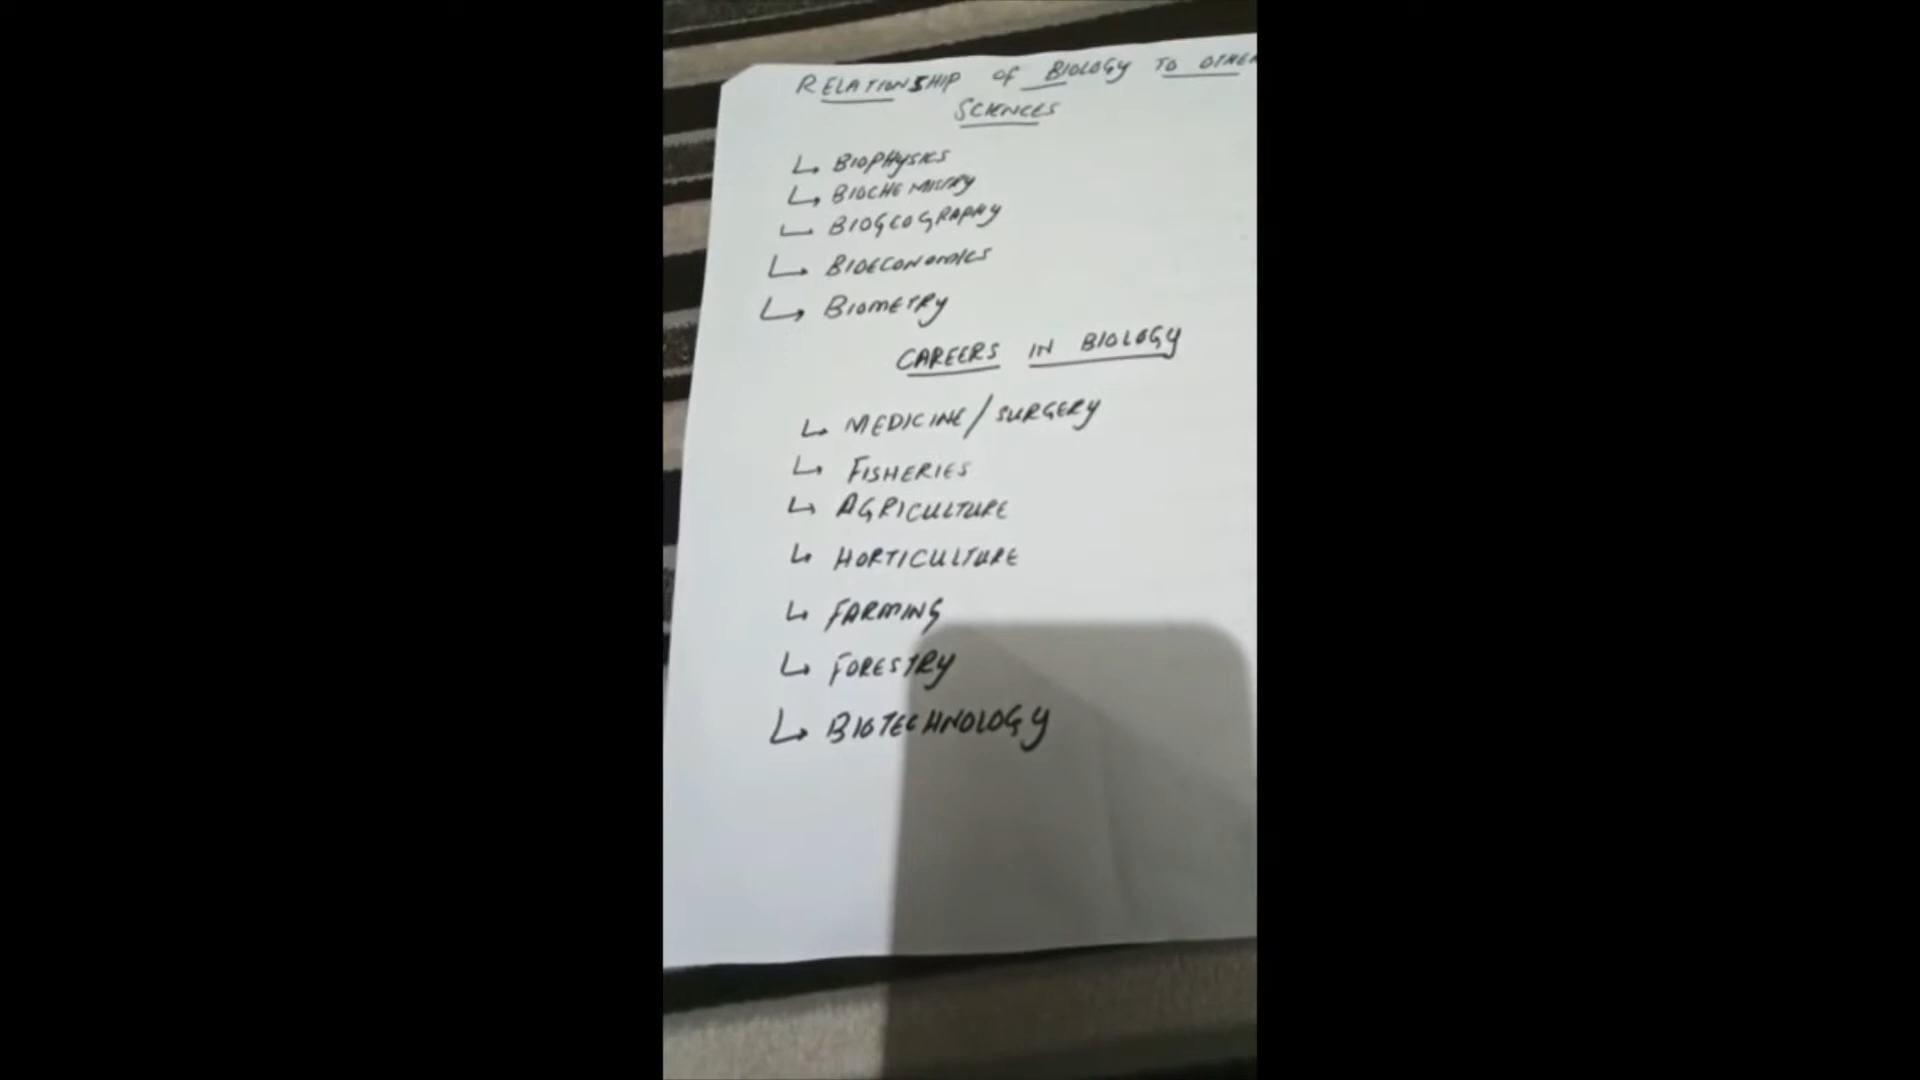 RELATIONSHIP OF BIOLOGY TO OTHER
SCIENCES
BIOPHYSICS
BIOCHEMISTRY
BIOGEOGRAPHY
BIOECONOMICS
BIOMETRY
CAREERS IN BIOLOGY
MEDICINE/SURGERY
FISHERIES
AGRICULTURE
HORTICULTURE
FARMING
FORESTRY
BIOTECHNOLOGY